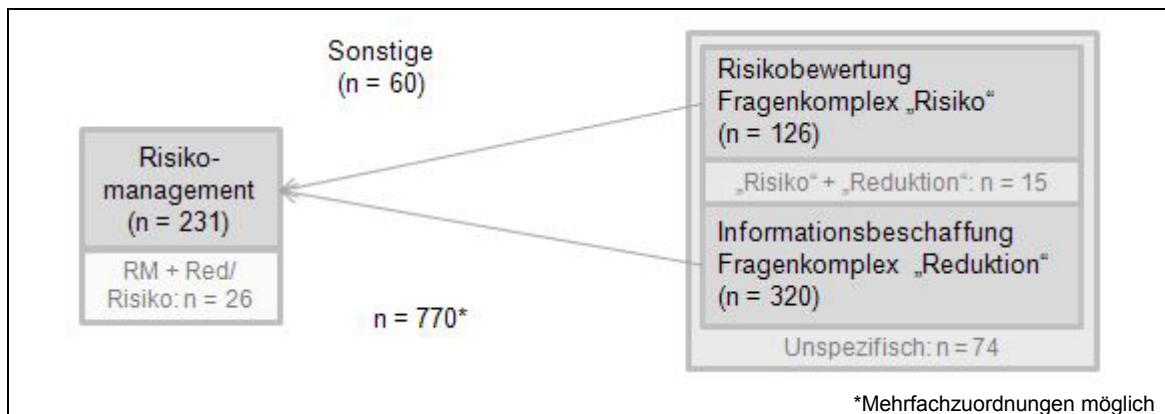 Sonstige
(n = 60)
Risiko-
management
(n = 231)
RM + Red/
Risiko: n = 26
n = 770*
Risikobewertung
Fragenkomplex „Risiko“
(n = 126)
„Risiko“ + „Reduktion“: n = 15
Informationsbeschaffung
Fragenkomplex „Reduktion“
(n = 320)
Unspezifisch: n = 74
*Mehrfachzuordnungen möglich